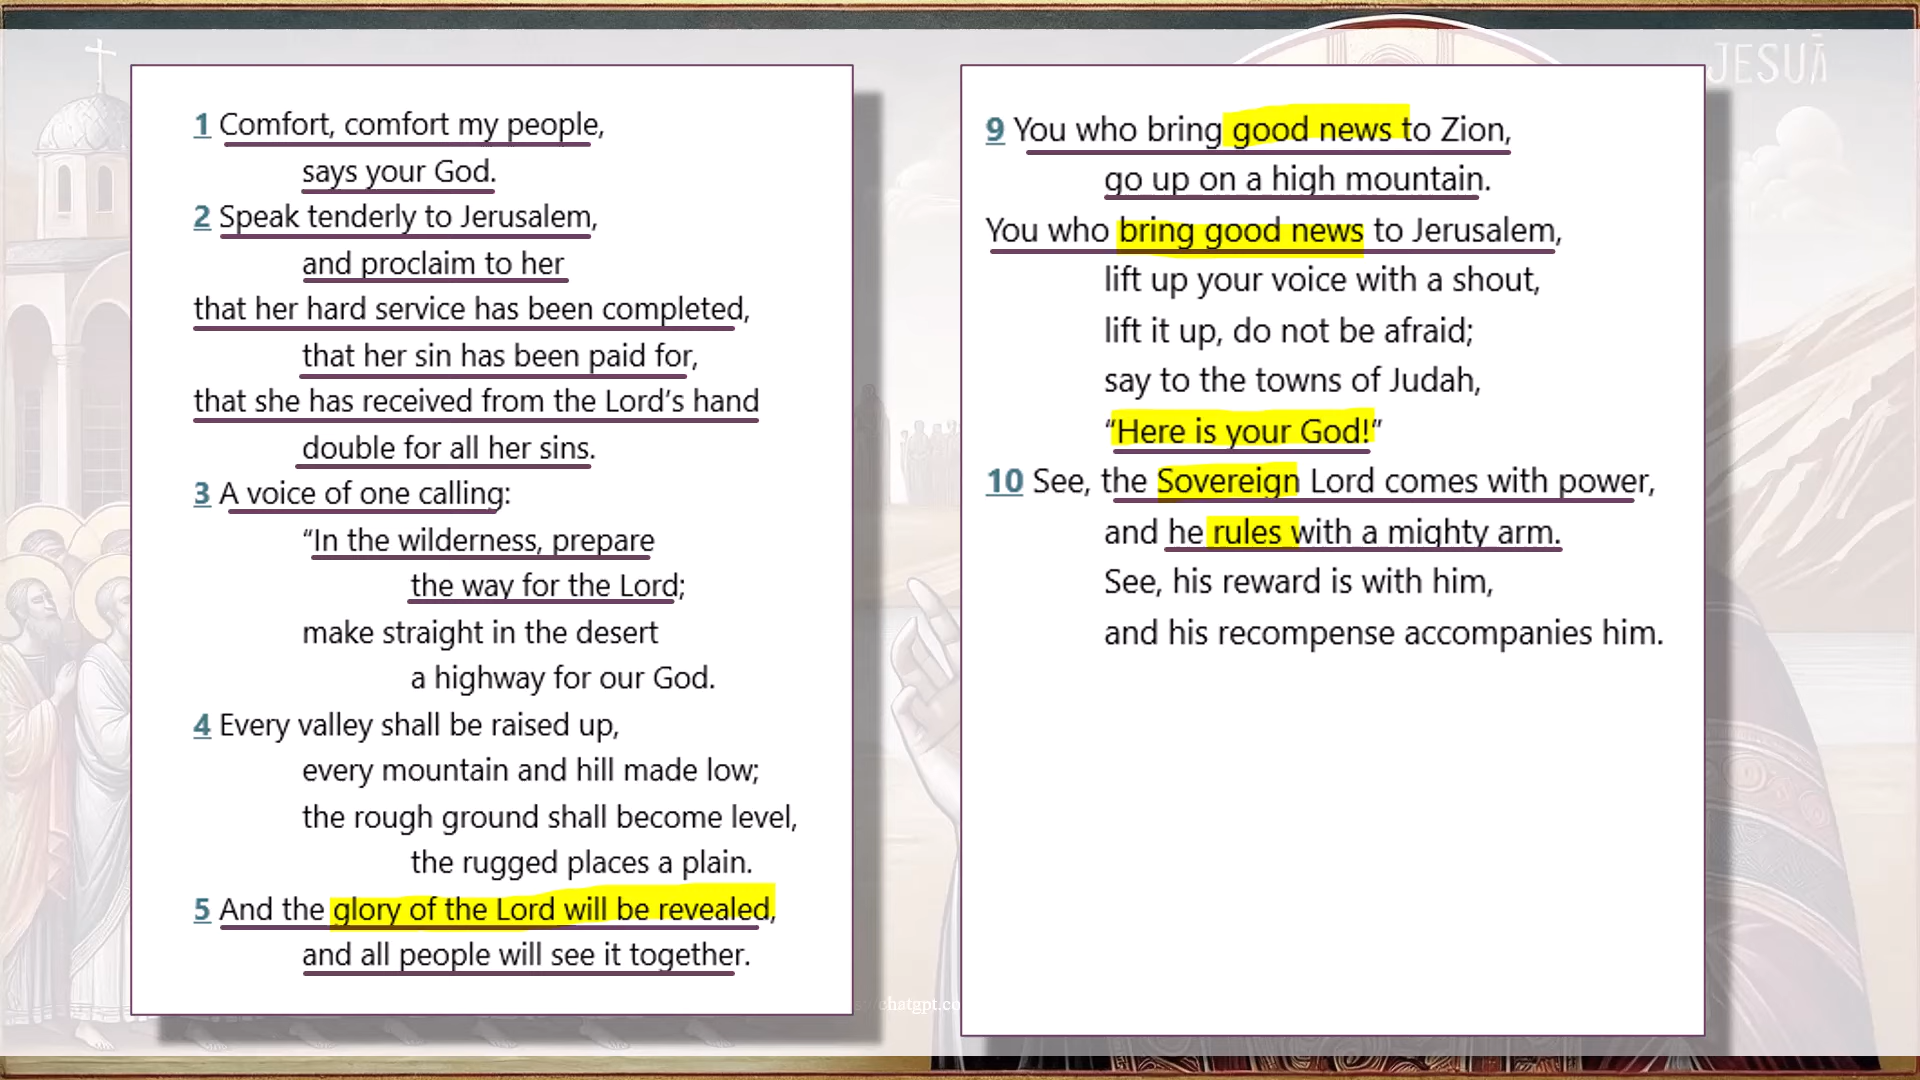 1 Comfort, comfort my people,
says your God.
2 Speak tenderly to Jerusalem,
and proclaim to her
that her hard service has been completed,
that her sin has been paid for,
that she has received from the Lord’s hand
double for all her sins.
3 A voice of one calling:
“In the wilderness, prepare
the way for the Lord;
make straight in the desert
a highway for our God.
4 Every valley shall be raised up,
every mountain and hill made low;
the rough ground shall become level,
the rugged places a plain.
5 And the glory of the Lord will be revealed,
and all people will see it together.
9 You who bring good news to Zion,
go up on a high mountain.
You who bring good news to Jerusalem,
lift up your voice with a shout,
lift it up, do not be afraid;
say to the towns of Judah,
“Here is your God!”
10 See, the Sovereign Lord comes with power,
and he rules with a mighty arm.
See, his reward is with him,
and his recompense accompanies him.